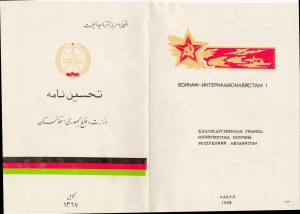 تحسین نامه
وزارت دفاع جمهوری افغانستان
کابل
۱۳۶۷
ВОИНАМ-ИНТЕРНАЦИОНАЛИСТАМ !
БЛАГОДАРСТВЕННАЯ ГРАМОТА
МИНИСТЕРСТВА ОБОРОНЫ
РЕСПУБЛИКИ АФГАНИСТАН
КАБУЛ
1988